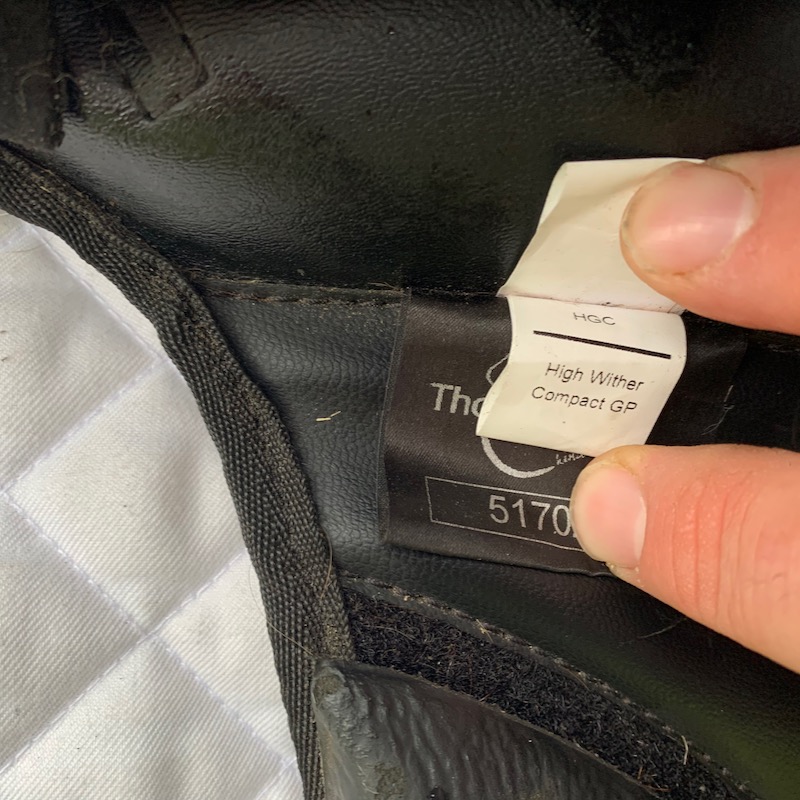 HGC
High Wither
Compact GP
Tho
5170